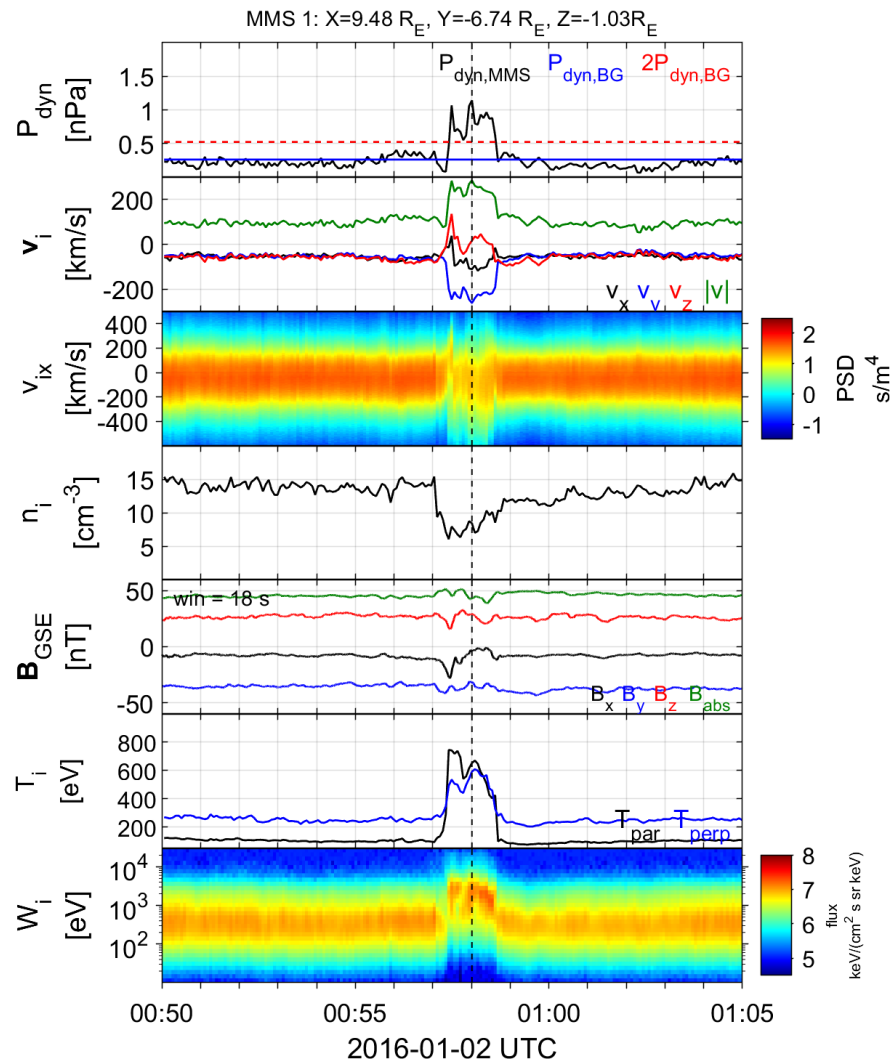 MMS 1: X=9.48 R_E, Y=-6.74 R_E, Z=-1.03R_E
P_dyn [nPa]
1.5
1
0.5
P_dyn,MMS P_dyn,BG 2P_dyn,BG
v_i [km/s]
200
0
-200
v_x v_y v_z |v|
v_ix [km/s]
400
200
0
-200
-400
2
1
0
-1
PSD
s/m^4
n_i [cm^-3]
15
10
5
B_GSE [nT]
50
0
-50
win = 18 s
B_x B_y B_z B_abs
T_i [eV]
800
600
400
200
T_par T_perp
W_i [eV]
10^4
10^3
10^2
8
7
6
5
flux
keV/(cm^2 s sr keV)
00:50 00:55 01:00 01:05
2016-01-02 UTC